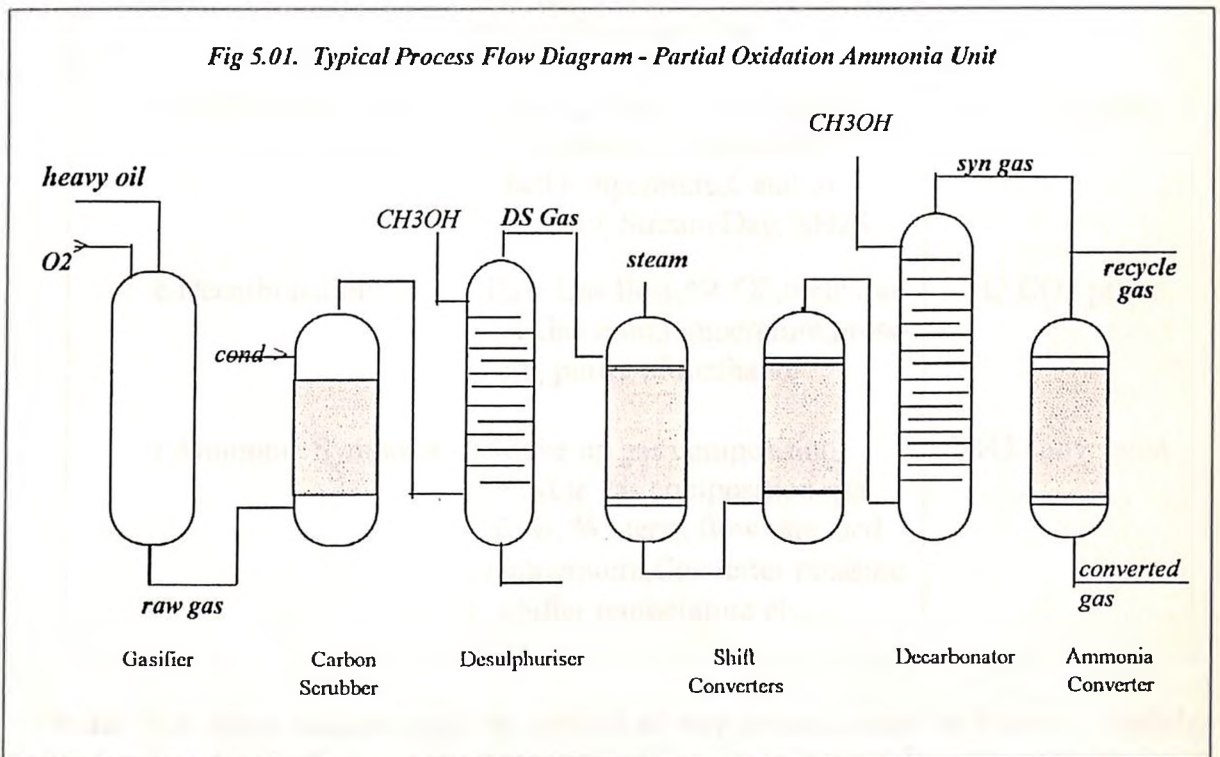 Fig 5.01. Typical Process Flow Diagram - Partial Oxidation Ammonia Unit
CH3OH
heavy oil
syn gas
CH3OH
DS Gas
O2
steam
recycle
gas
cond
converted
gas
raw gas
Gasifier
Carbon
Scrubber
Desulphuriser
Shift
Converters
Decarbonator
Ammonia
Converter